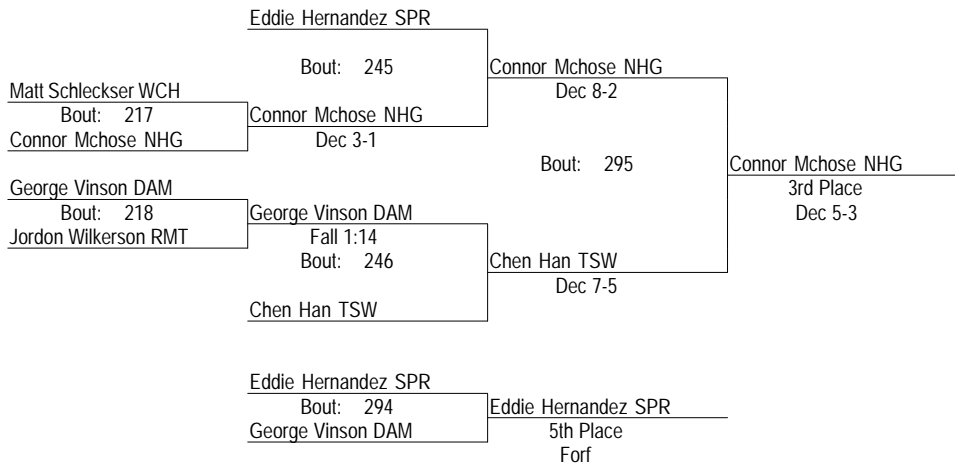 Eddie Hernandez SPR
Bout: 245
Connor Mchose NHG
Dec 8-2
Matt Schleckser WCH
Bout: 217
Connor Mchose NHG
Connor Mchose NHG
Dec 3-1
Bout: 295
Connor Mchose NHG
3rd Place
Dec 5-3
George Vinson DAM
Bout: 218
Jordon Wilkerson RMT
George Vinson DAM
Fall 1:14
Bout: 246
Chen Han TSW
Dec 7-5
Chen Han TSW
Eddie Hernandez SPR
Bout: 294
George Vinson DAM
Eddie Hernandez SPR
5th Place
Forf